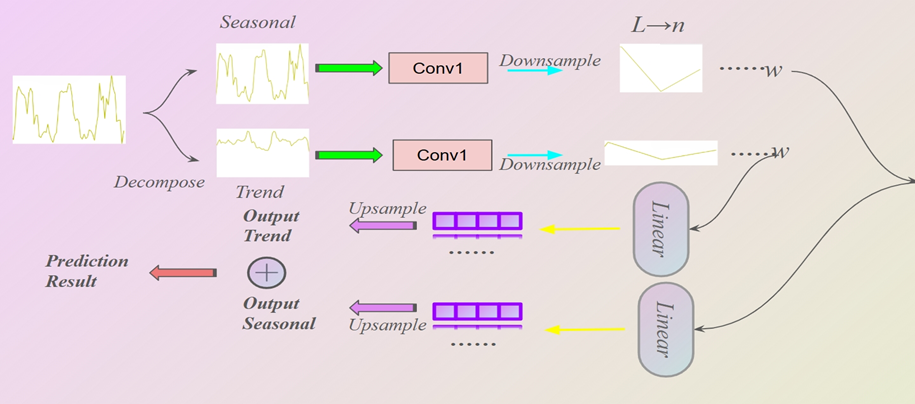 Seasonal
L→n
Conv1
Downsample
......w
Conv1
Downsample
......w
Decompose
Trend
Output
Trend
Upsample
......
Linear
Prediction
Result
+
Output
Seasonal
Upsample
......
Linear